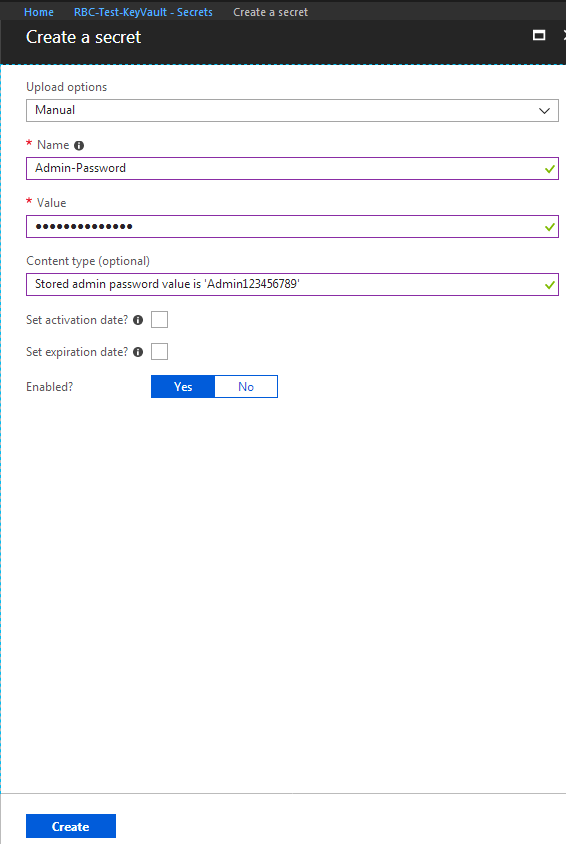 Home RBC-Test-KeyVault - Secrets Create a secret
Create a secret
Upload options
Manual
* Name
Admin-Password
* Value
••••••••••••••
Content type (optional)
Stored admin password value is 'Admin123456789'
Set activation date?
Set expiration date?
Enabled? Yes No
Create